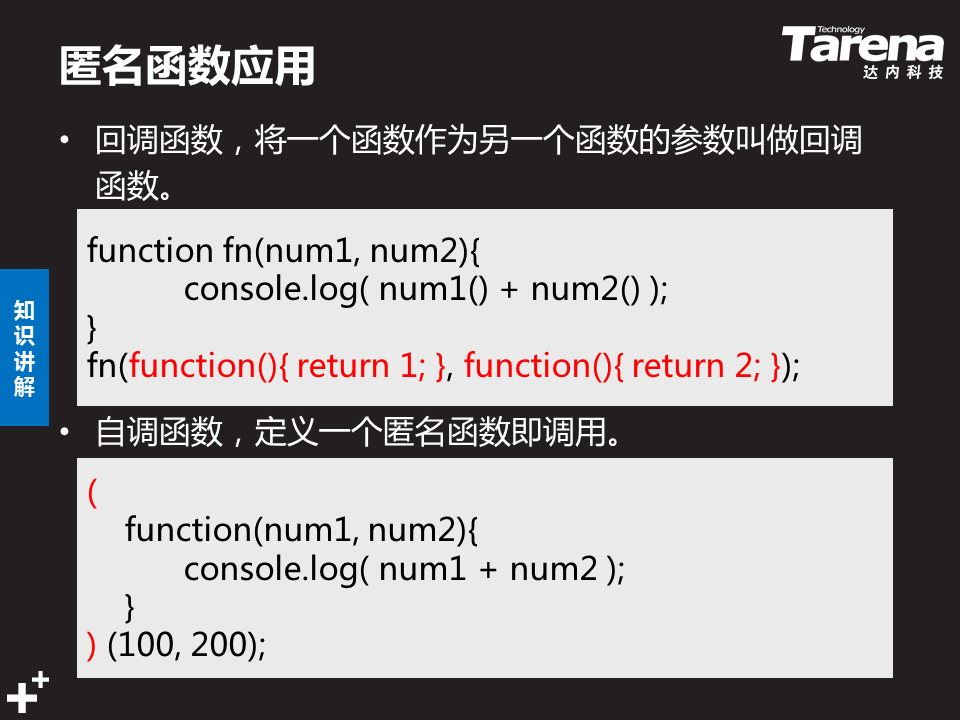 匿名函数应用
Technology
Tarena
达内科技
• 回调函数，将一个函数作为另一个函数的参数叫做回调
函数。
function fn(num1, num2){
console.log( num1() + num2() );
}
fn(function(){ return 1; }, function(){ return 2; });
知
识
讲
解
• 自调函数，定义一个匿名函数即调用。
(
function(num1, num2){
console.log( num1 + num2 );
}
) (100, 200);